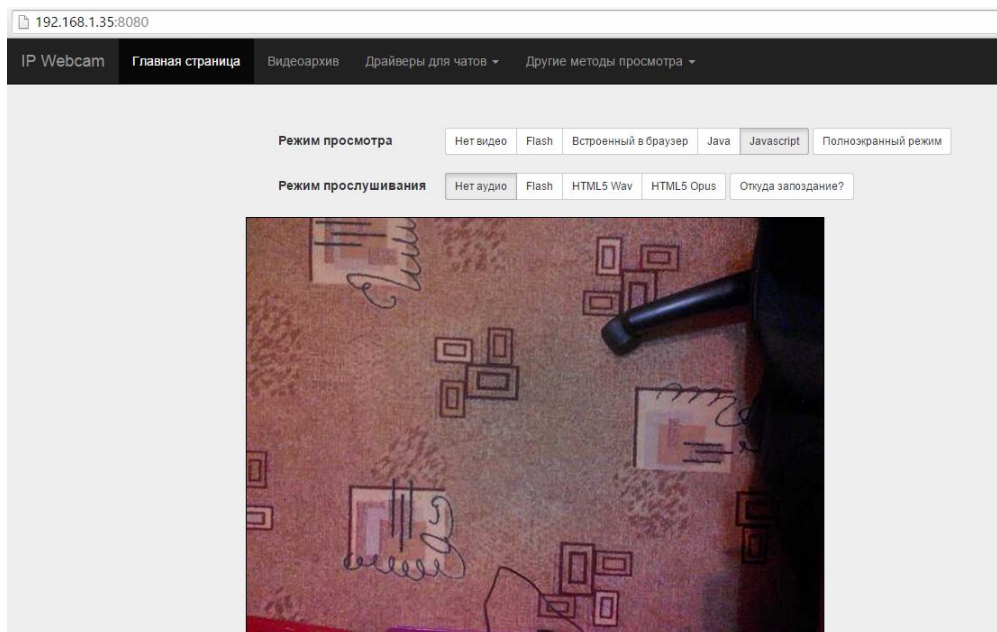 192.168.1.35:8080
IP Webcam Главная страница Видеоархив Драйверы для чатов Другие методы просмотра
Режим просмотра Нет видео Flash Встроенный в браузер Java Javascript Полноэкранный режим
Режим прослушивания Нет аудио Flash HTML5 Wav HTML5 Opus Откуда запоздание?